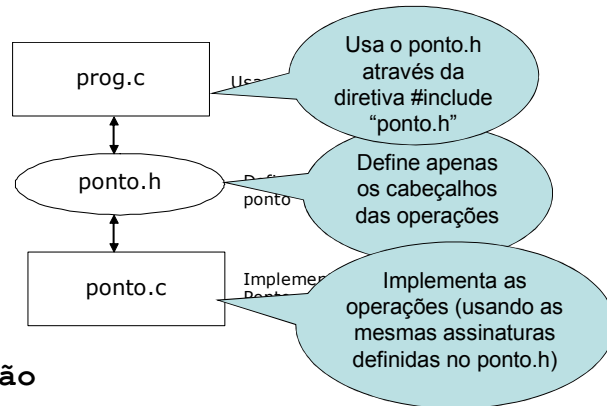 prog.c
Usa o ponto.h
através da
diretiva #include
“ponto.h”
ponto.h
ponto
Define apenas
os cabeçalhos
das operações
ponto.c
Implementa as
operações (usando as
mesmas assinaturas
definidas no ponto.h)
ão